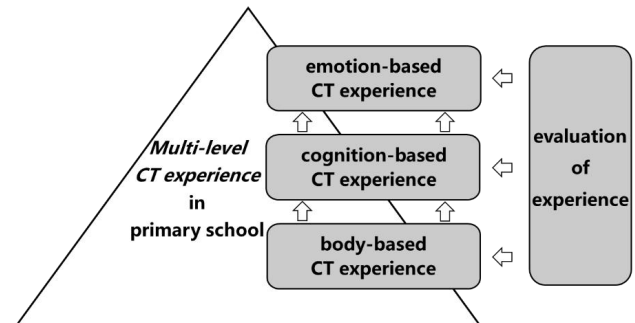 emotion-based
CT experience
Multi-level
CT experience
in
primary school
cognition-based
CT experience
body-based
CT experience
evaluation
of
experience